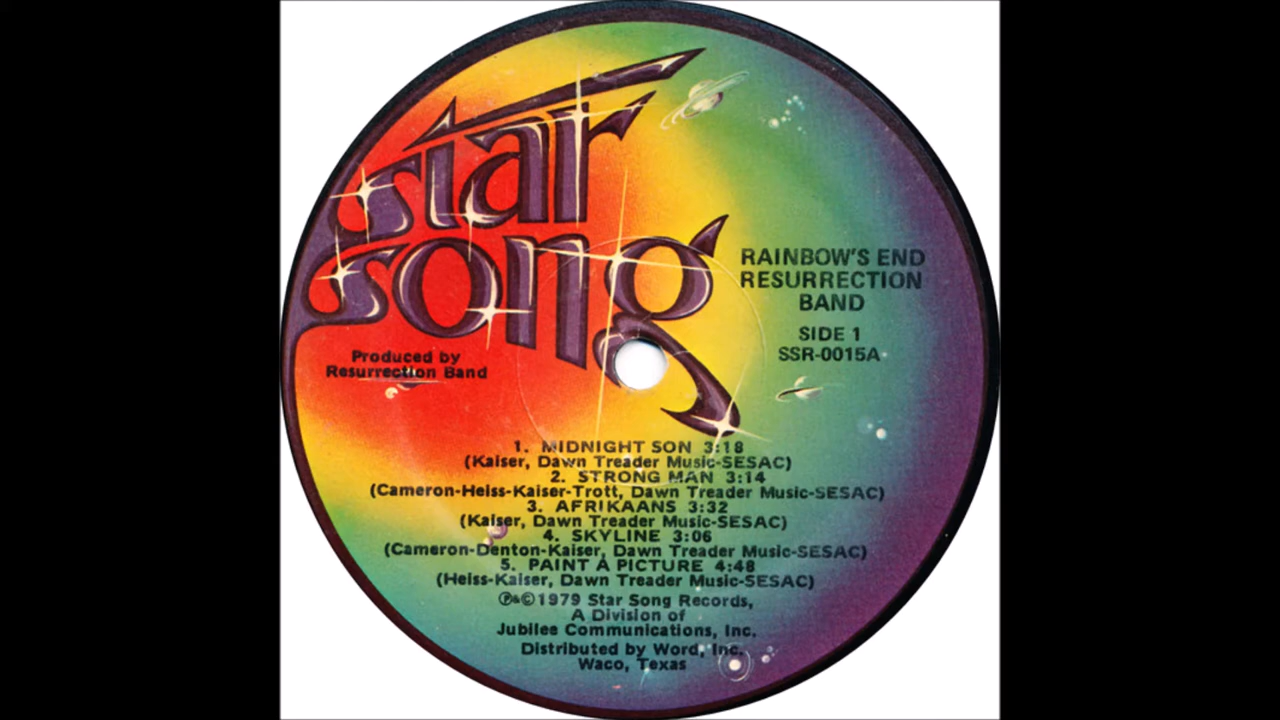 star
song
RAINBOW'S END
RESURRECTION
BAND
SIDE 1
SSR-0015A
Produced by
Resurrection Band
1. MIDNIGHT SON 3:18
(Kaiser, Dawn Treader Music-SESAC)
2. STRONG MAN 3:14
(Cameron-Heiss-Kaiser-Trott, Dawn Treader Music-SESAC)
3. AFRIKAANS 3:32
(Kaiser, Dawn Treader Music-SESAC)
4. SKYLINE 3:06
(Cameron-Denton-Kaiser, Dawn Treader Music-SESAC)
5. PAINT A PICTURE 4:48
(Heiss-Kaiser, Dawn Treader Music-SESAC)
℗&©1979 Star Song Records,
A Division of
Jubilee Communications, Inc.
Distributed by Word, Inc.
Waco, Texas